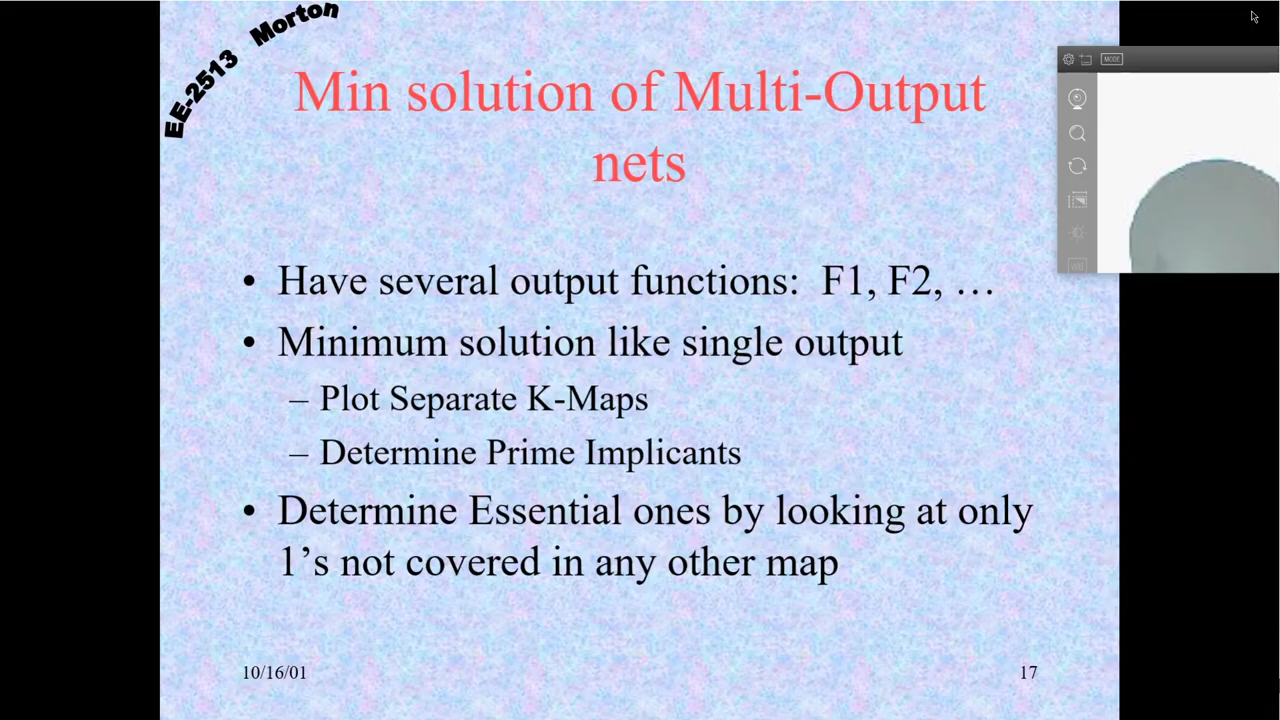 EE-2513 Morton
Min solution of Multi-Output
nets
MODE
• Have several output functions: F1, F2, …
• Minimum solution like single output
– Plot Separate K-Maps
– Determine Prime Implicants
• Determine Essential ones by looking at only
1’s not covered in any other map
10/16/01
17